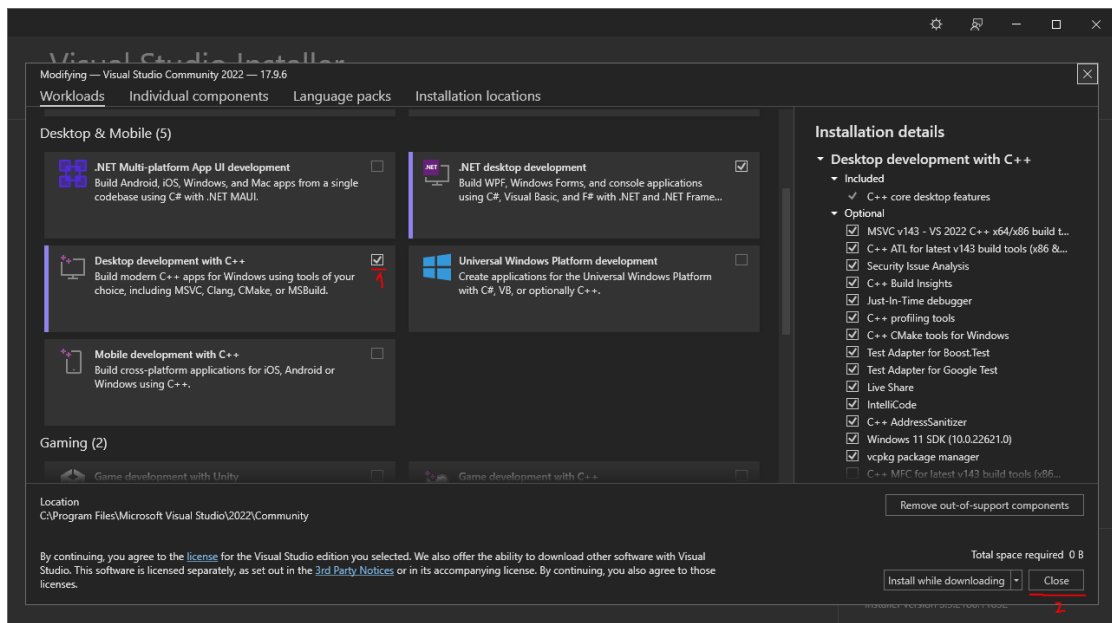 Visual Studio Installer
Modifying — Visual Studio Community 2022 — 17.9.6
Workloads
Individual components
Language packs
Installation locations
Desktop & Mobile (5)
.NET Multi-platform App UI development
Build Android, iOS, Windows, and Mac apps from a single
codebase using C# with .NET MAUI.
.NET
.NET desktop development
Build WPF, Windows Forms, and console applications
using C#, Visual Basic, and F# with .NET and .NET Frame...
Desktop development with C++
Build modern C++ apps for Windows using tools of your
choice, including MSVC, Clang, CMake, or MSBuild.
1
Universal Windows Platform development
Create applications for the Universal Windows Platform
with C#, VB, or optionally C++.
Mobile development with C++
Build cross-platform applications for iOS, Android or
Windows using C++.
Gaming (2)
Game development with Unity
Game development with C++
Installation details
Desktop development with C++
Included
C++ core desktop features
Optional
MSVC v143 - VS 2022 C++ x64/x86 build t...
C++ ATL for latest v143 build tools (x86 &...
Security Issue Analysis
C++ Build Insights
Just-In-Time debugger
C++ profiling tools
C++ CMake tools for Windows
Test Adapter for Boost.Test
Test Adapter for Google Test
Live Share
IntelliCode
C++ AddressSanitizer
Windows 11 SDK (10.0.22621.0)
vcpkg package manager
C++ MFC for latest v143 build tools (x86...
Location
C:\Program Files\Microsoft Visual Studio\2022\Community
Remove out-of-support components
By continuing, you agree to the license for the Visual Studio edition you selected. We also offer the ability to download other software with Visual
Studio. This software is licensed separately, as set out in the 3rd Party Notices or in its accompanying license. By continuing, you also agree to those
licenses.
Total space required 0 B
Install while downloading
Close
2